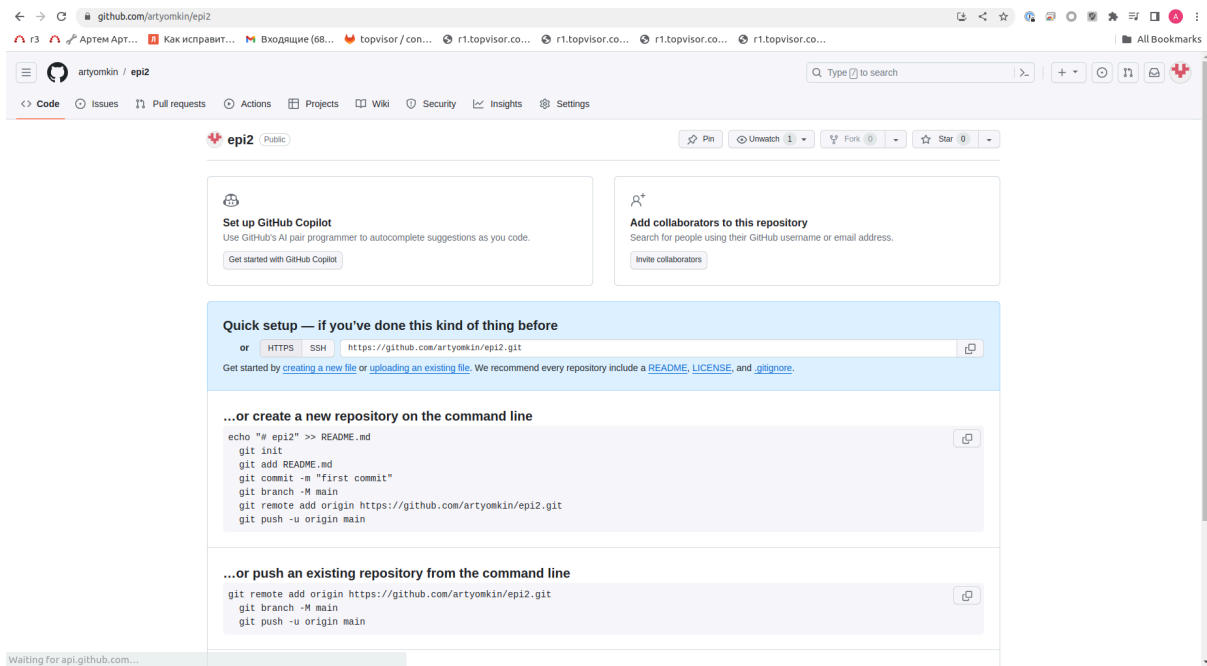 github.com/artyomkin/epi2
r3 Артем Арт... Как исправит... Входящие (68... topvisor / con... r1.topvisor.co... r1.topvisor.co... r1.topvisor.co... r1.topvisor.co... All Bookmarks
artyomkin / epi2 Type / to search
Code Issues Pull requests Actions Projects Wiki Security Insights Settings
epi2 Public Pin Unwatch 1 Fork 0 Star 0
Set up GitHub Copilot
Use GitHub's AI pair programmer to autocomplete suggestions as you code.
Get started with GitHub Copilot
Add collaborators to this repository
Search for people using their GitHub username or email address.
Invite collaborators
Quick setup — if you've done this kind of thing before
or HTTPS SSH https://github.com/artyomkin/epi2.git
Get started by creating a new file or uploading an existing file. We recommend every repository include a README, LICENSE, and .gitignore.
…or create a new repository on the command line
echo "# epi2" >> README.md
git init
git add README.md
git commit -m "first commit"
git branch -M main
git remote add origin https://github.com/artyomkin/epi2.git
git push -u origin main
…or push an existing repository from the command line
git remote add origin https://github.com/artyomkin/epi2.git
git branch -M main
git push -u origin main
Waiting for api.github.com...